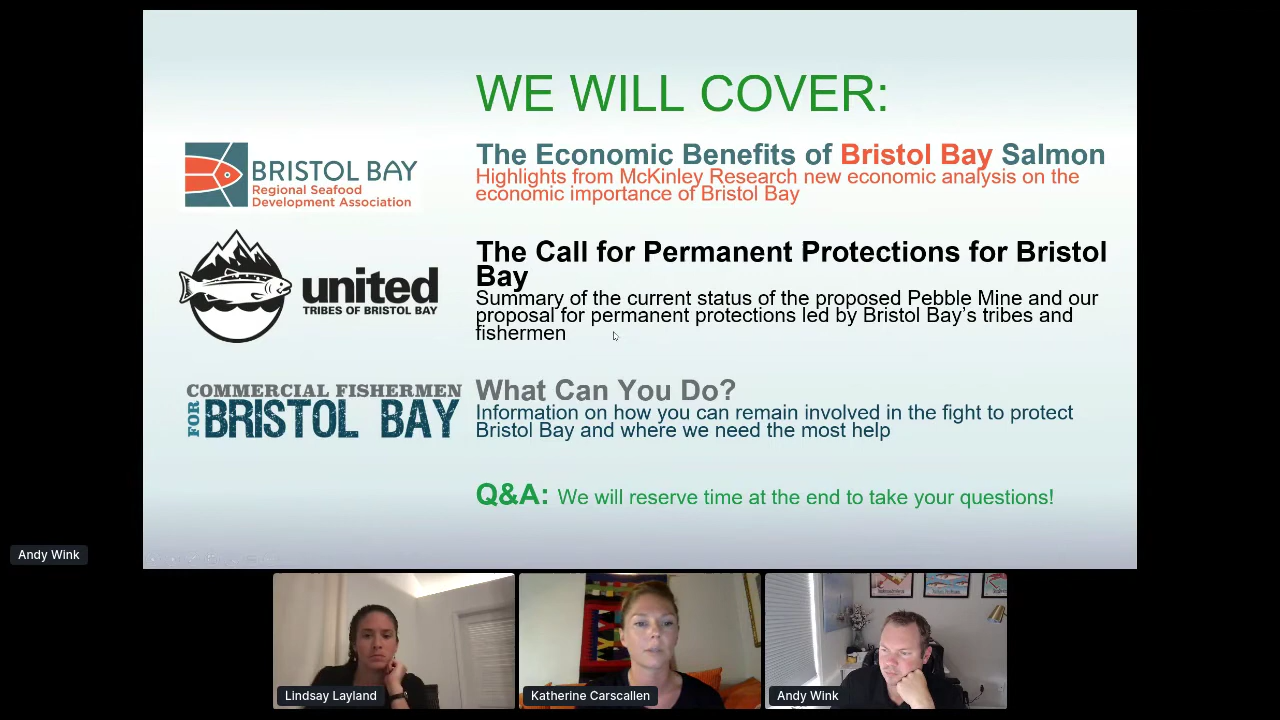 WE WILL COVER:
BRISTOL BAY
Regional Seafood
Development Association
The Economic Benefits of Bristol Bay Salmon
Highlights from McKinley Research new economic analysis on the
economic importance of Bristol Bay
united
TRIBES OF BRISTOL BAY
The Call for Permanent Protections for Bristol
Bay
Summary of the current status of the proposed Pebble Mine and our
proposal for permanent protections led by Bristol Bay's tribes and
fishermen
COMMERCIAL FISHERMEN
FOR BRISTOL BAY
What Can You Do?
Information on how you can remain involved in the fight to protect
Bristol Bay and where we need the most help
Q&A: We will reserve time at the end to take your questions!
Andy Wink
Lindsay Layland
Katherine Carscallen
Andy Wink